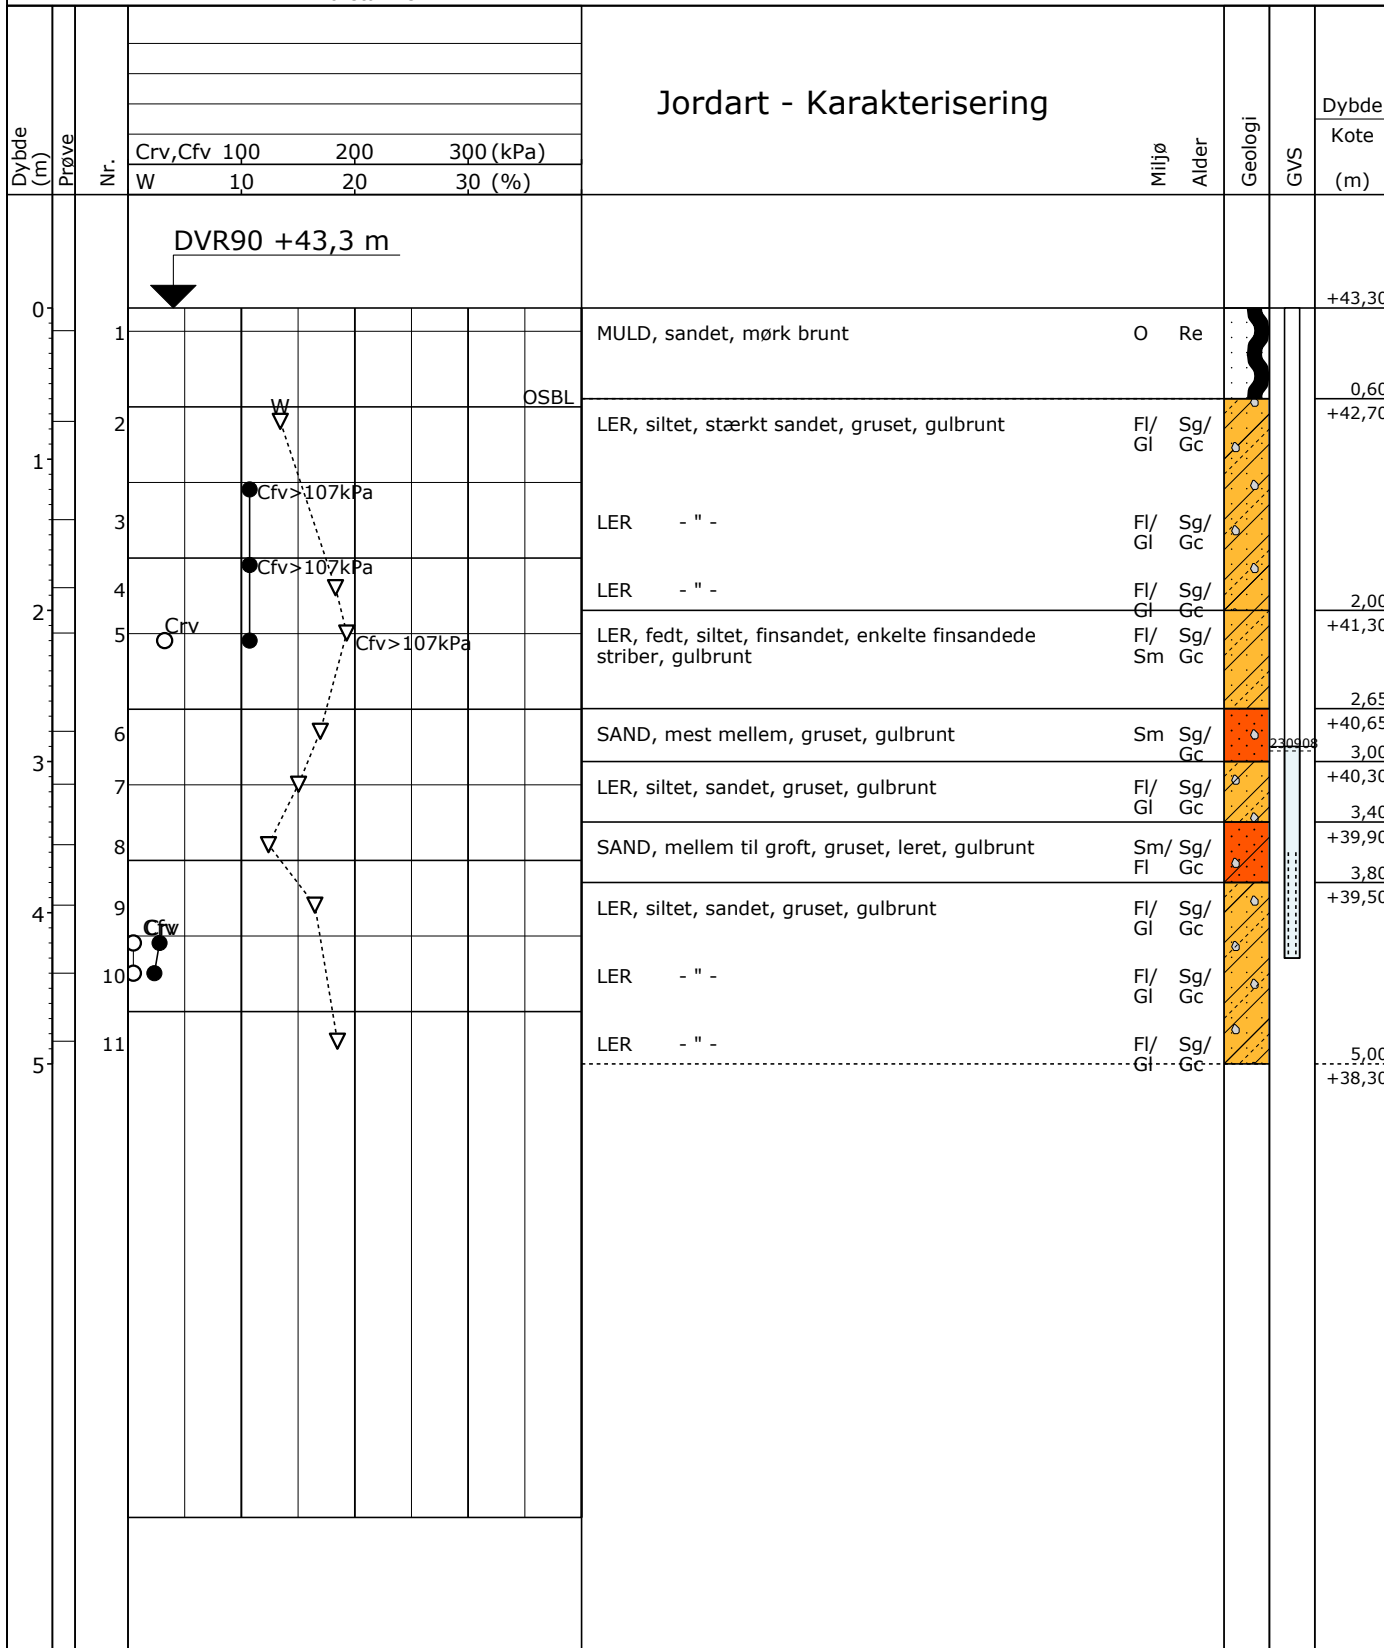 Jordart - Karakterisering
Dybde (m)
Prøve
Nr.
Crv,Cfv 100 200 300 (kPa)
W 10 20 30 (%)
Miljø
Alder
Geologi
GVS
Dybde
Kote
(m)
DVR90 +43,3 m
0 +43,30
1 MULD, sandet, mørk brunt O Re
OSBL 0,60
W +42,70
2 LER, siltet, stærkt sandet, gruset, gulbrunt Fl/ Sg/
Gl Gc
1
Cfv>107kPa
3 LER - " - Fl/ Sg/
Gl Gc
Cfv>107kPa
4 LER - " - Fl/ Sg/
Gl Gc
2 2,00
Crv +41,30
5 LER, fedt, siltet, finsandet, enkelte finsandede Fl/ Sg/
Cfv>107kPa
striber, gulbrunt Sm Gc
2,65
+40,65
6 SAND, mest mellem, gruset, gulbrunt Sm Sg/
Gc
230908
3 3,00
+40,30
7 LER, siltet, sandet, gruset, gulbrunt Fl/ Sg/
Gl Gc
3,40
+39,90
8 SAND, mellem til groft, gruset, leret, gulbrunt Sm/ Sg/
Fl Gc
3,80
+39,50
9 LER, siltet, sandet, gruset, gulbrunt Fl/ Sg/
Gl Gc
4
Cfv
Crv
10 LER - " - Fl/ Sg/
Gl Gc
11 LER - " - Fl/ Sg/
Gl Gc
5 5,00
+38,30